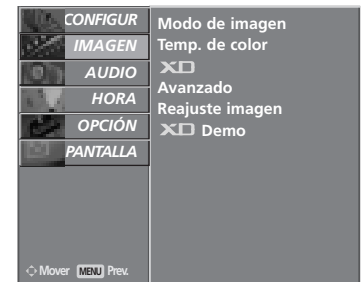 CONFIGUR
IMAGEN
AUDIO
HORA
OPCIÓN
PANTALLA
Mover MENU Prev.
Modo de imagen
Temp. de color
XD
Avanzado
Reajuste imagen
XD Demo